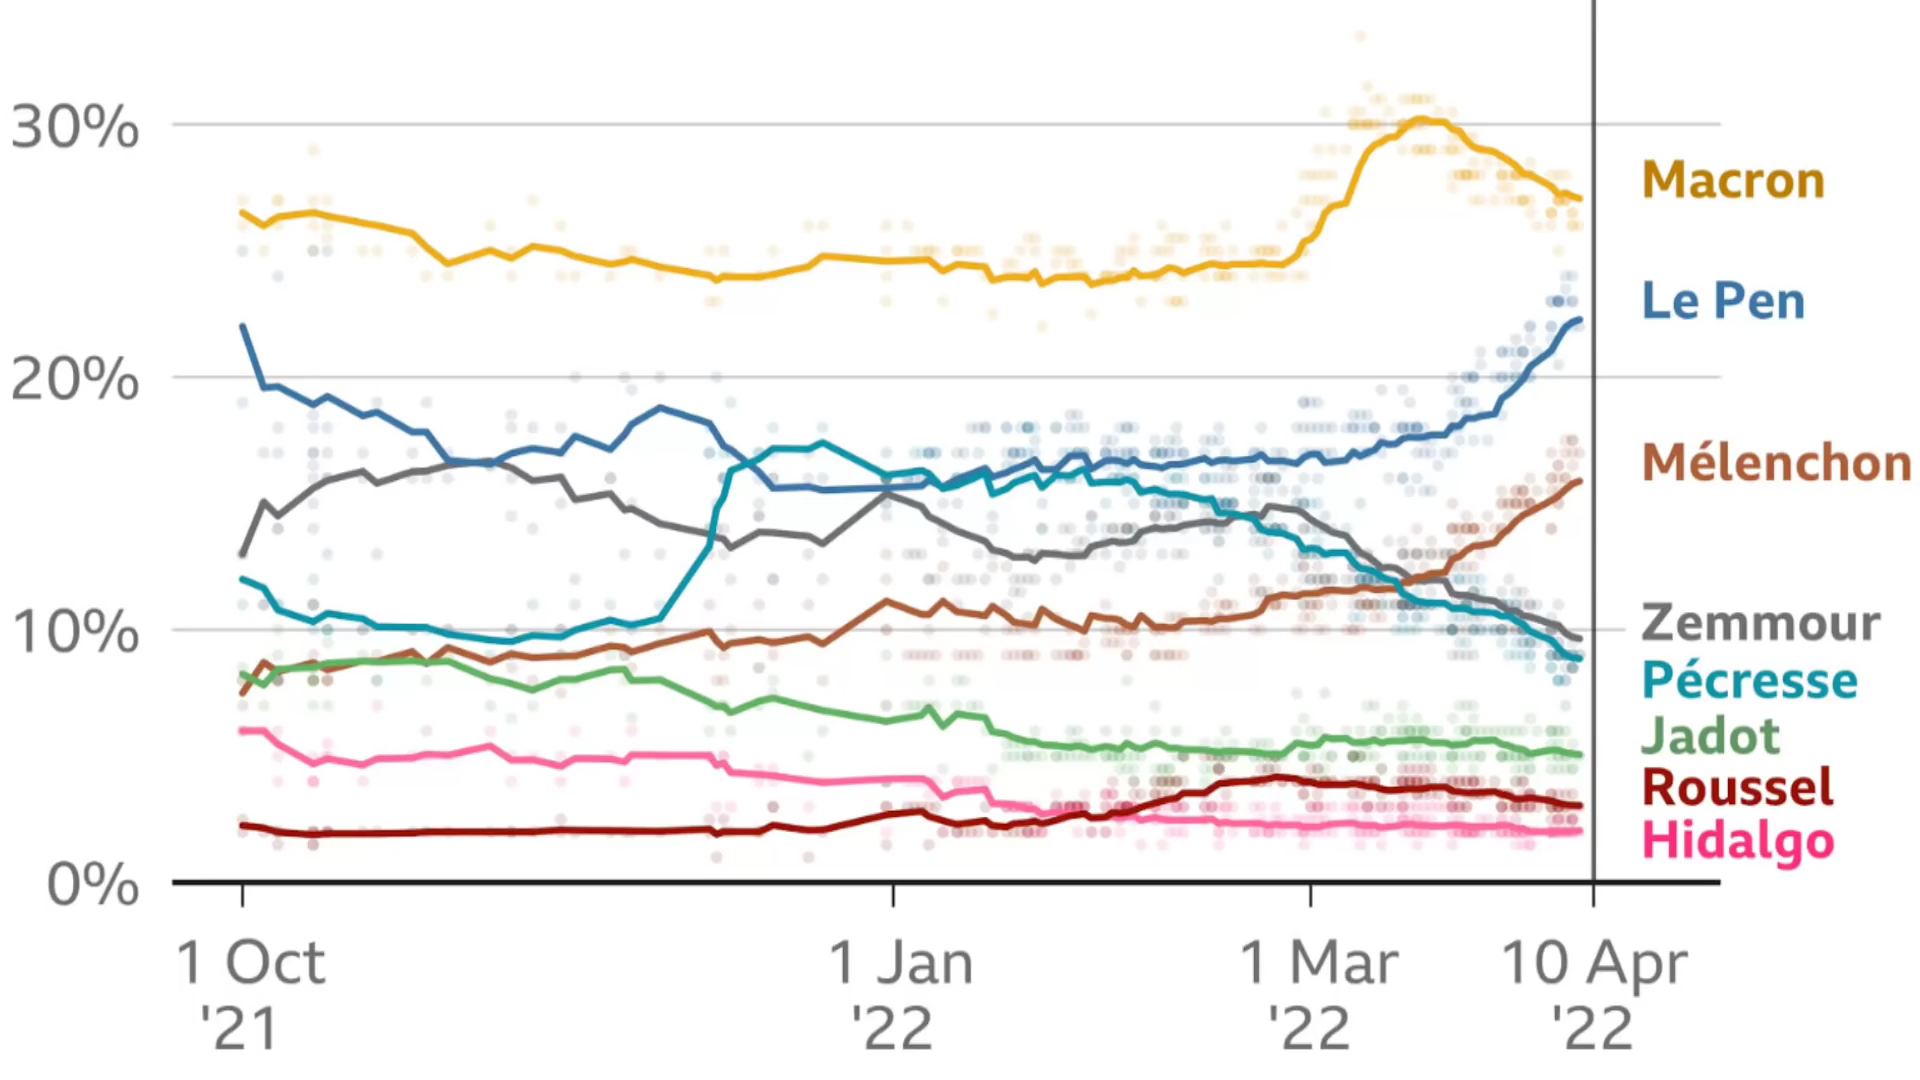 30%
20%
10%
0%
Macron
Le Pen
Mélenchon
Zemmour
Pécresse
Jadot
Roussel
Hidalgo
1 Oct
'21
1 Jan
'22
1 Mar
'22
10 Apr
'22